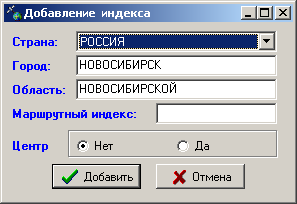 Добавление индекса
Страна: РОССИЯ
Город: НОВОСИБИРСК
Область: НОВОСИБИРСКОЙ
Маршрутный индекс:
Центр Нет Да
Добавить Отмена